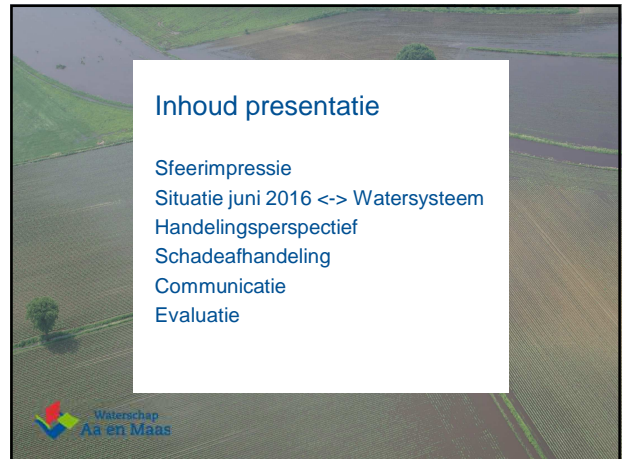 Inhoud presentatie
Sfeerimpressie
Situatie juni 2016 <-> Watersysteem
Handelingsperspectief
Schadeafhandeling
Communicatie
Evaluatie
Waterschap
Aa en Maas